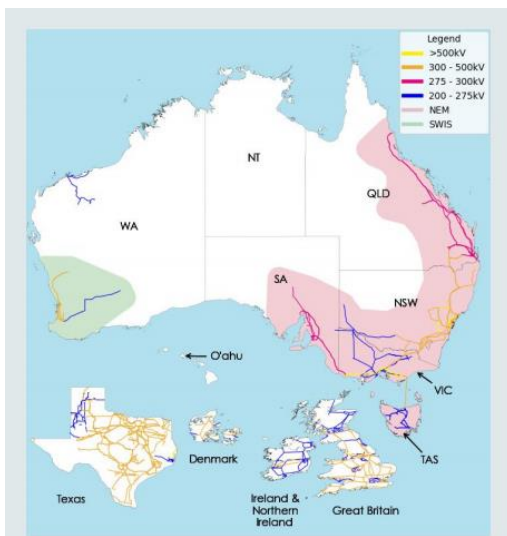 Legend
>500kV
300 - 500kV
275 - 300kV
200 - 275kV
NEM
SWIS
NT
QLD
WA
SA
NSW
O'ahu
VIC
TAS
Denmark
Texas
Ireland &
Northern
Ireland
Great Britain